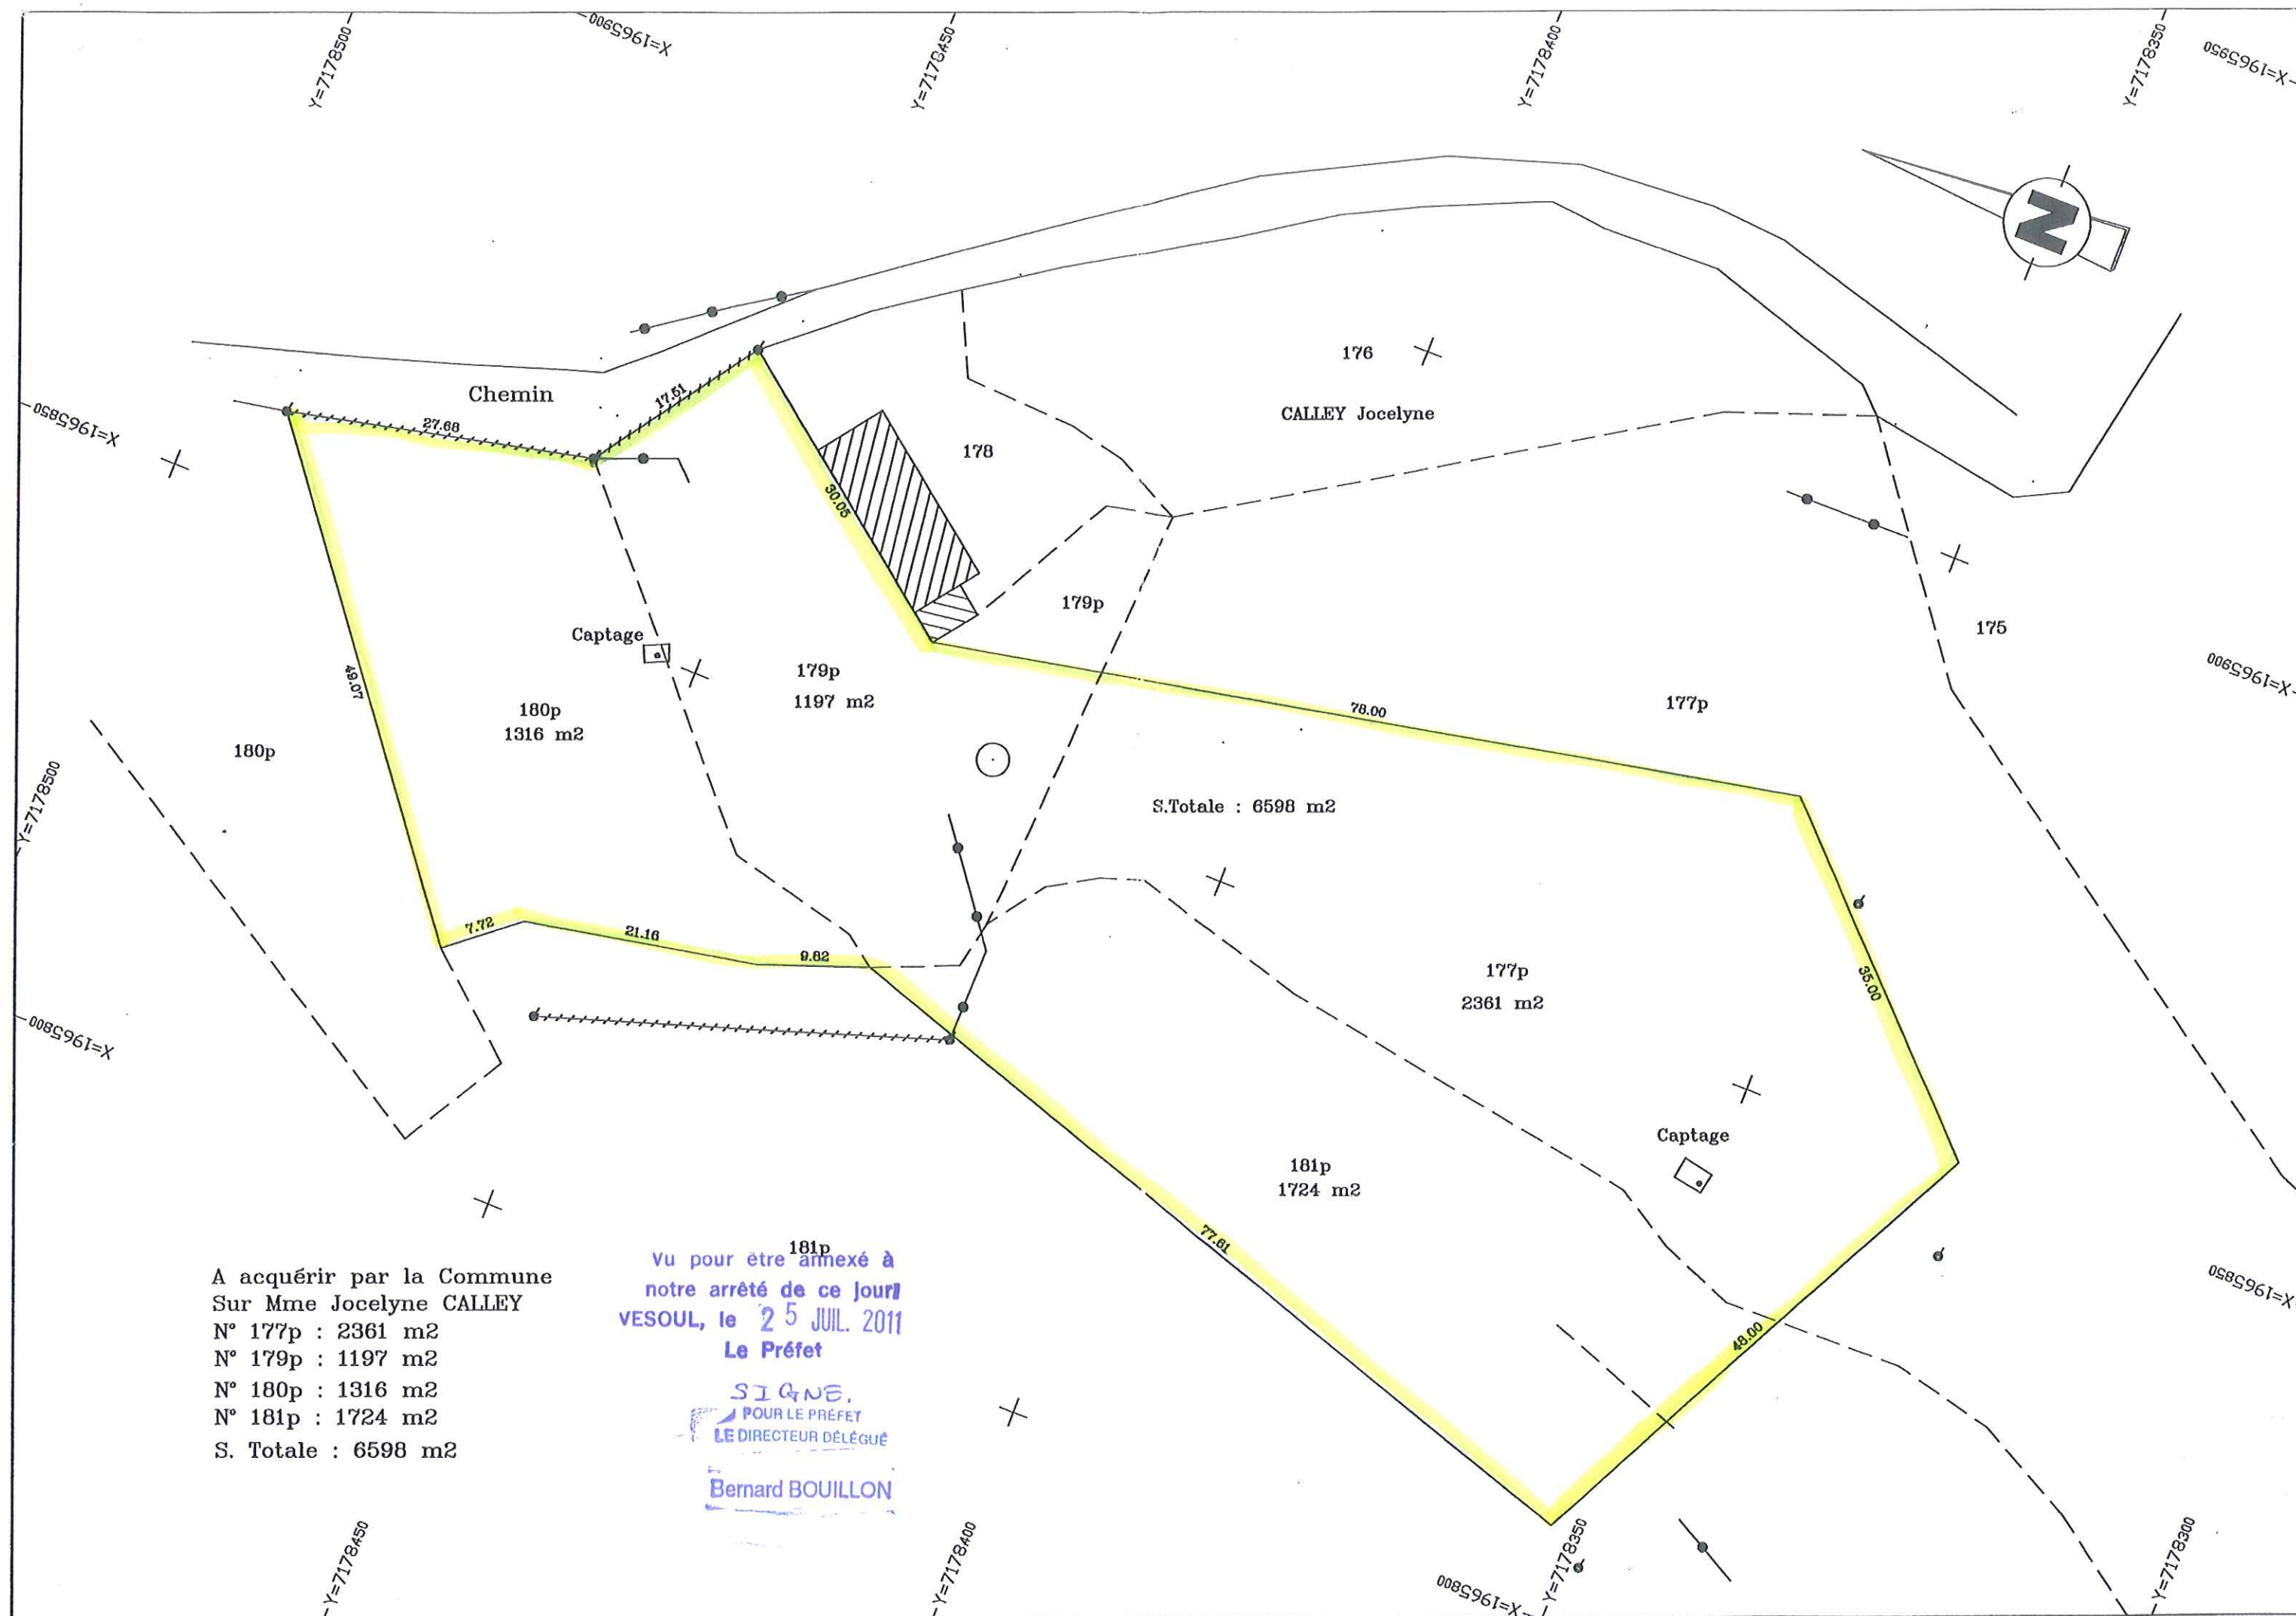 Y=7178500
X=1965900
Y=7178450
Y=7178400
Y=7178350
X=1965950
N
X=1965850
Chemin
27.68
17.51
176
CALLEY Jocelyne
178
30.05
179p
175
Captage
49.07
179p
1197 m2
180p
1316 m2
180p
78.00
177p
X=1965900
Y=7178500
S.Totale : 6598 m2
7.72
21.16
9.62
177p
2361 m2
35.00
X=1965800
Captage
181p
1724 m2
77.61
181p
48.00
X=1965850
A acquérir par la Commune
Sur Mme Jocelyne CALLEY
N° 177p : 2361 m2
N° 179p : 1197 m2
N° 180p : 1316 m2
N° 181p : 1724 m2
S. Totale : 6598 m2
Vu pour être annexé à
notre arrêté de ce jour
VESOUL, le 25 JUIL. 2011
Le Préfet
SIGNE,
POUR LE PRÉFET
LE DIRECTEUR DÉLÉGUÉ
Bernard BOUILLON
Y=7178450
Y=7178400
X=1965800
Y=7178350
Y=7178300